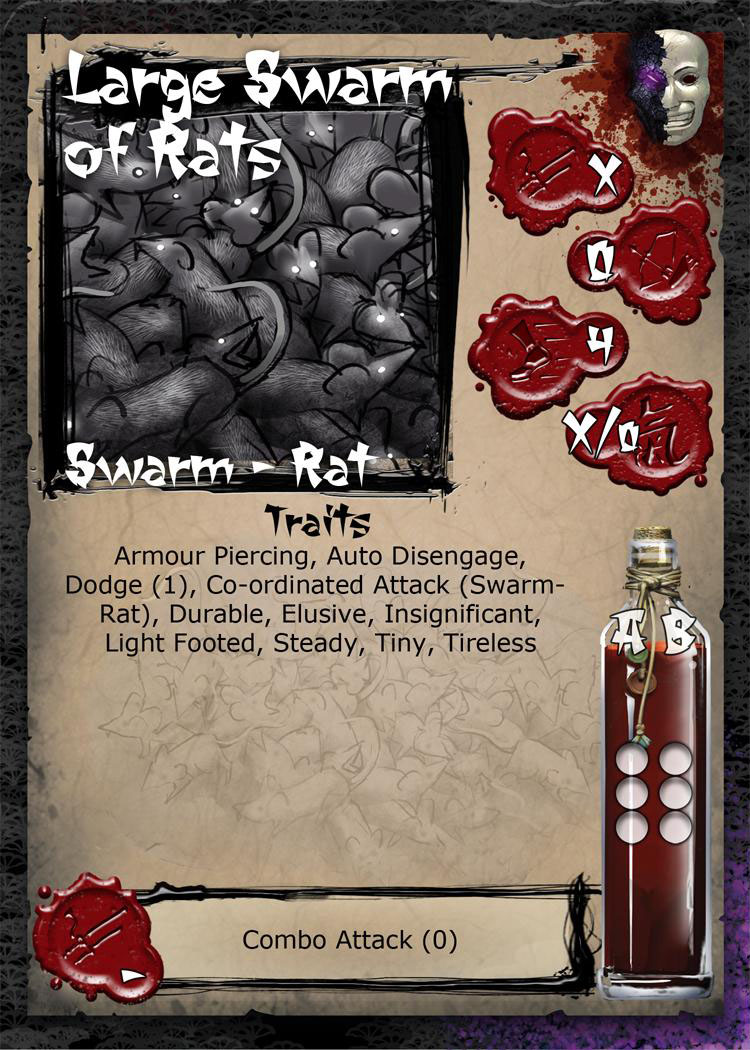 Large Swarm
of Rats
X
0
4
X/0
氣
Swarm - Rat
Traits
Armour Piercing, Auto Disengage,
Dodge (1), Co-ordinated Attack (Swarm-
Rat), Durable, Elusive, Insignificant,
Light Footed, Steady, Tiny, Tireless
A B
-
Combo Attack (0)